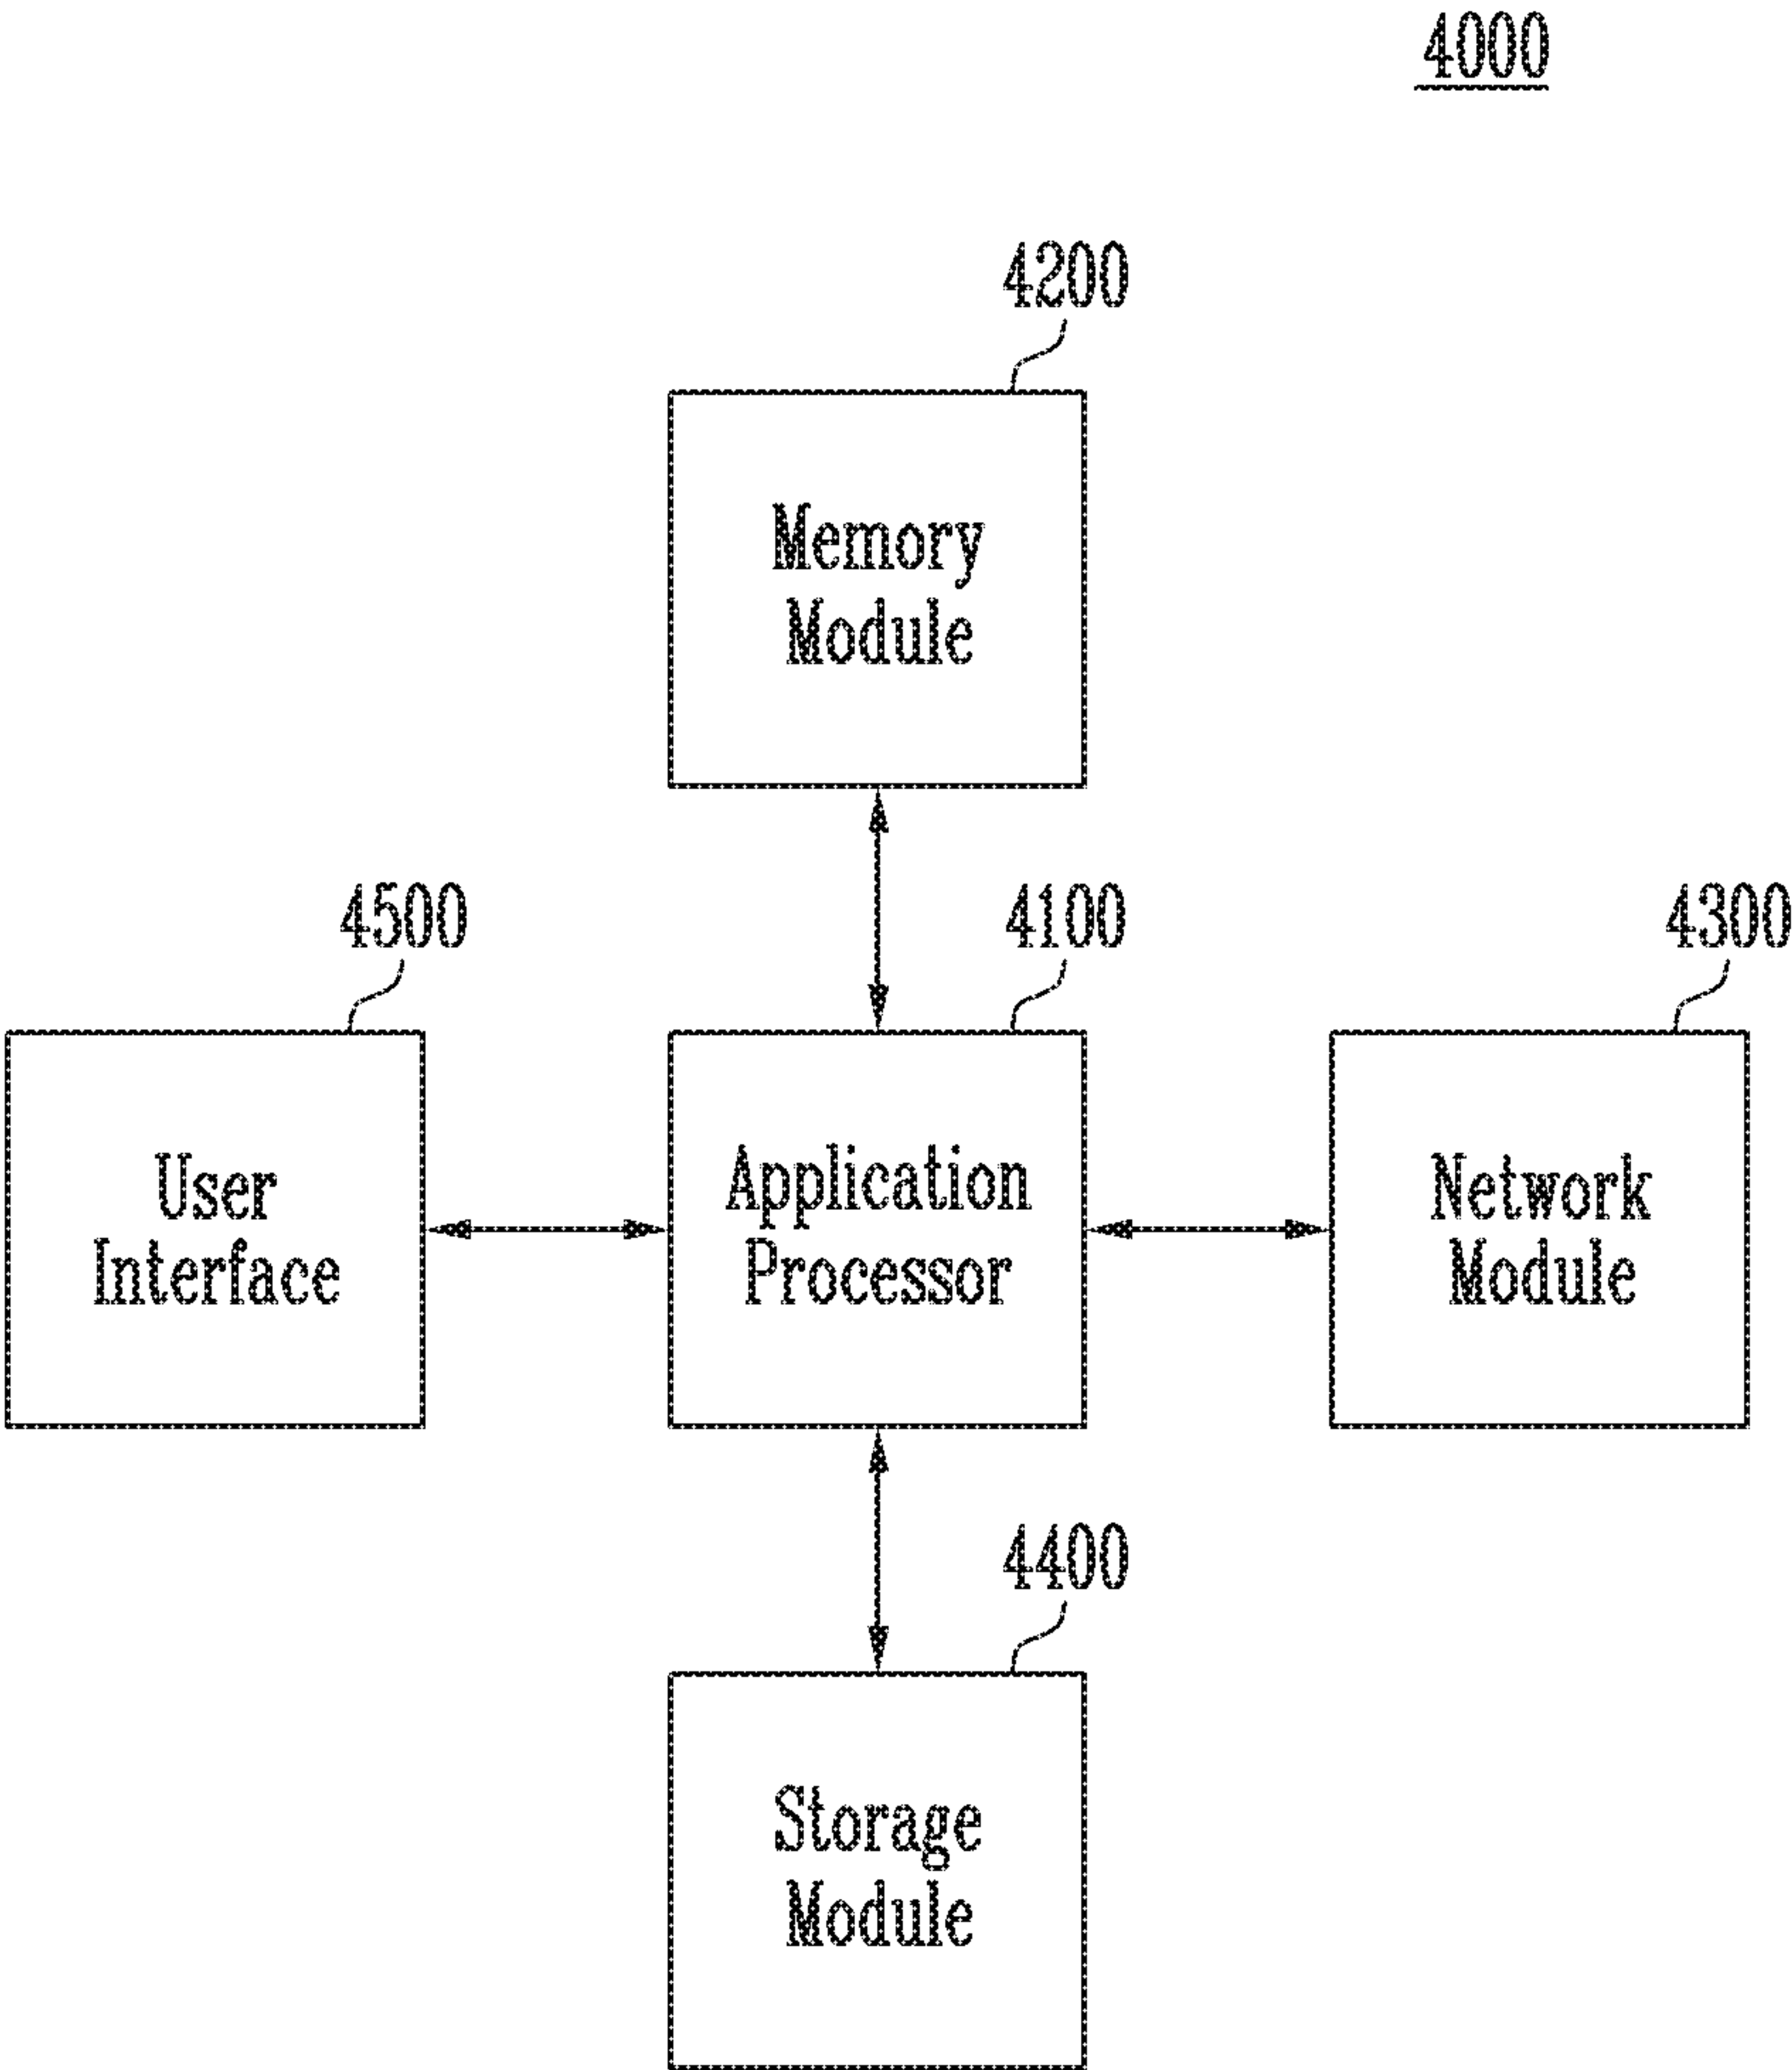 4000
4200
Memory
Module
4500
4100
4300
User
Interface
Application
Processor
Network
Module
4400
Storage
Module